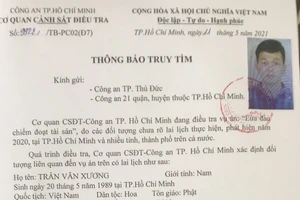 CÔNG AN TP.HỒ CHÍ MINH
CƠ QUAN CẢNH SÁT ĐIỀU TRA
CỘNG HÒA XÃ HỘI CHỦ NGHĨA VIỆT NAM
Độc lập - Tự do - Hạnh phúc
/TB-PC02(Đ7)
TP.Hồ Chí Minh, ngày tháng 5 năm 2021
THÔNG BÁO TRUY TÌM
Kính gửi:
- Công an TP. Thủ Đức
- Công an 21 quận, huyện thuộc TP.Hồ Chí Minh.
Cơ quan CSĐT-Công an TP. Hồ Chí Minh đang điều tra vụ án: "Lừa đảo
chiếm đoạt tài sản", do các đối tượng chưa rõ lai lịch thực hiện, phát hiện năm
2020, tại TP.Hồ Chí Minh và nhiều tỉnh, thành phố trên cả nước.
Quá trình điều tra, Cơ quan CSĐT-Công an TP. Hồ Chí Minh xác định đối
tượng liên quan đến vụ án trên có lai lịch như sau:
Họ tên: TRẦN VĂN XƯƠNG Giới tính: Nam
Sinh ngày 20 tháng 5 năm 1989 tại TP.Hồ Chí Minh
Quốc tịch: Việt Nam Dân tộc: Hoa Tôn giáo: Phật